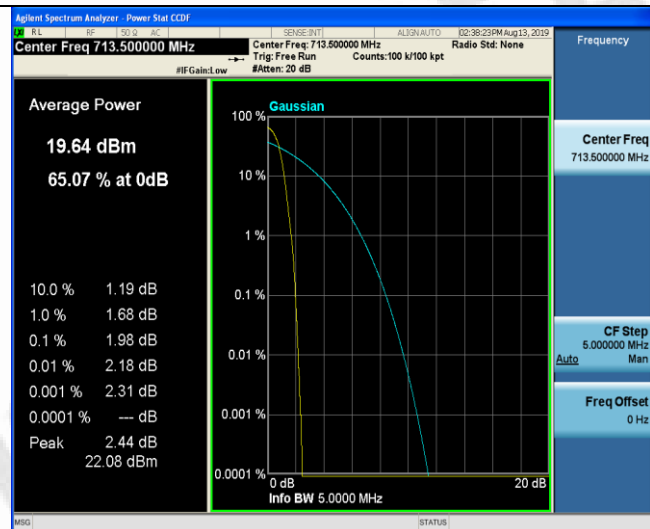 Agilent Spectrum Analyzer - Power Stat CCDF
RL RF 50 Ω AC SENSE:INT ALIGN AUTO 02:38:23 PM Aug 13, 2019
Center Freq 713.500000 MHz
Center Freq: 713.500000 MHz Radio Std: None
Trig: Free Run Counts:100 k/100 kpt
#IFGain:Low #Atten: 20 dB
Average Power
19.64 dBm
65.07 % at 0dB
10.0 % 1.19 dB
1.0 % 1.68 dB
0.1 % 1.98 dB
0.01 % 2.18 dB
0.001 % 2.31 dB
0.0001 % --- dB
Peak 2.44 dB
22.08 dBm
Gaussian
100 %
10 %
1 %
0.1 %
0.01 %
0.001 %
0.0001 %
0 dB 20 dB
Info BW 5.0000 MHz
Frequency
Center Freq
713.500000 MHz
CF Step
5.000000 MHz
Auto Man
Freq Offset
0 Hz
MSG STATUS